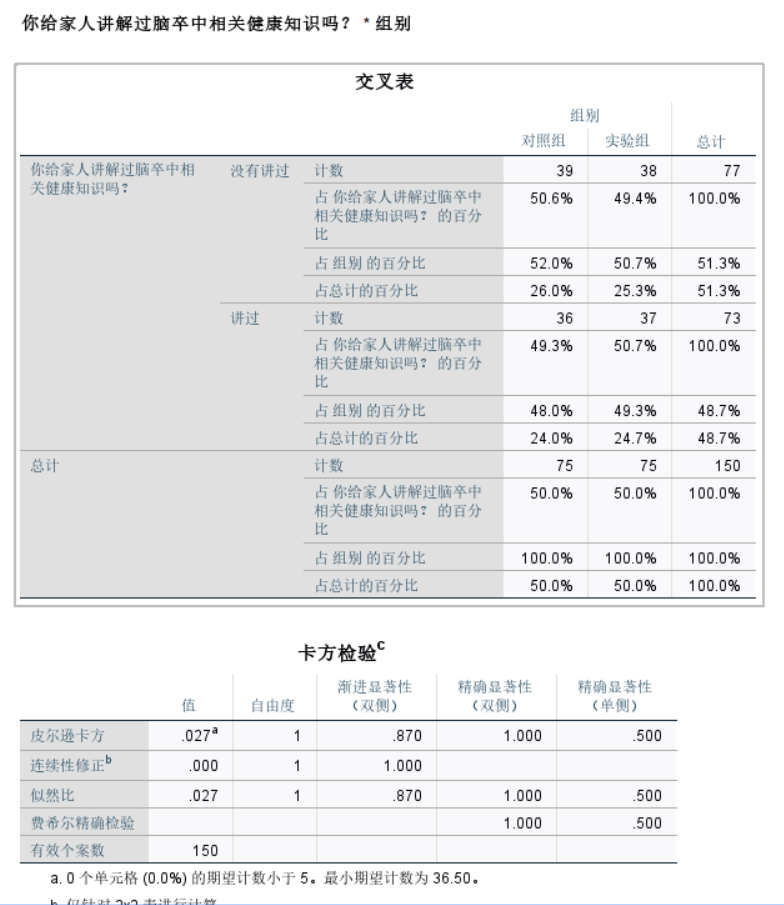 你给家人讲解过脑卒中相关健康知识吗？ * 组别
交叉表
组别
对照组 实验组 总计
你给家人讲解过脑卒中相 没有讲过 计数 39 38 77
关健康知识吗？
占 你给家人讲解过脑卒中 50.6% 49.4% 100.0%
相关健康知识吗？ 的百分
比
占 组别 的百分比 52.0% 50.7% 51.3%
占总计的百分比 26.0% 25.3% 51.3%
讲过 计数 36 37 73
占 你给家人讲解过脑卒中 49.3% 50.7% 100.0%
相关健康知识吗？ 的百分
比
占 组别 的百分比 48.0% 49.3% 48.7%
占总计的百分比 24.0% 24.7% 48.7%
总计 计数 75 75 150
占 你给家人讲解过脑卒中 50.0% 50.0% 100.0%
相关健康知识吗？ 的百分
比
占 组别 的百分比 100.0% 100.0% 100.0%
占总计的百分比 50.0% 50.0% 100.0%
卡方检验c
值 自由度 渐进显著性 精确显著性 精确显著性
（双侧） （双侧） （单侧）
皮尔逊卡方 .027a 1 .870 1.000 .500
连续性修正b .000 1 1.000
似然比 .027 1 .870 1.000 .500
费希尔精确检验 1.000 .500
有效个案数 150
a. 0 个单元格 (0.0%) 的期望计数小于 5。最小期望计数为 36.50。